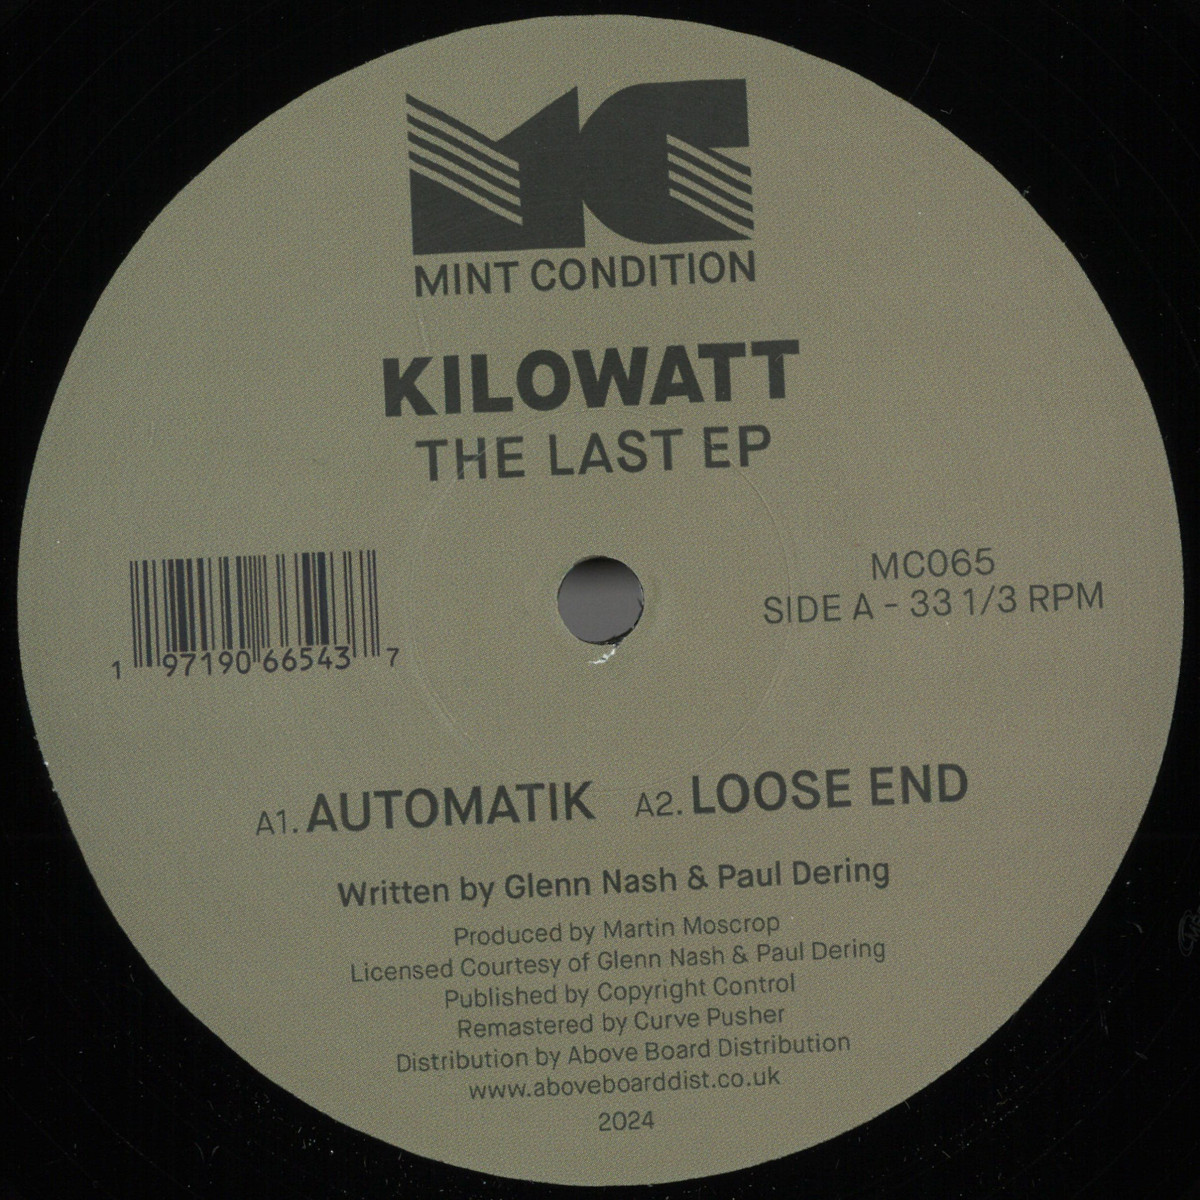 MC
MINT CONDITION
KILOWATT
THE LAST EP
MC065
SIDE A - 33 1/3 RPM
1 97190 66543 7
A1. AUTOMATIK A2. LOOSE END
Written by Glenn Nash & Paul Dering
Produced by Martin Moscrop
Licensed Courtesy of Glenn Nash & Paul Dering
Published by Copyright Control
Remastered by Curve Pusher
Distribution by Above Board Distribution
www.aboveboarddist.co.uk
2024